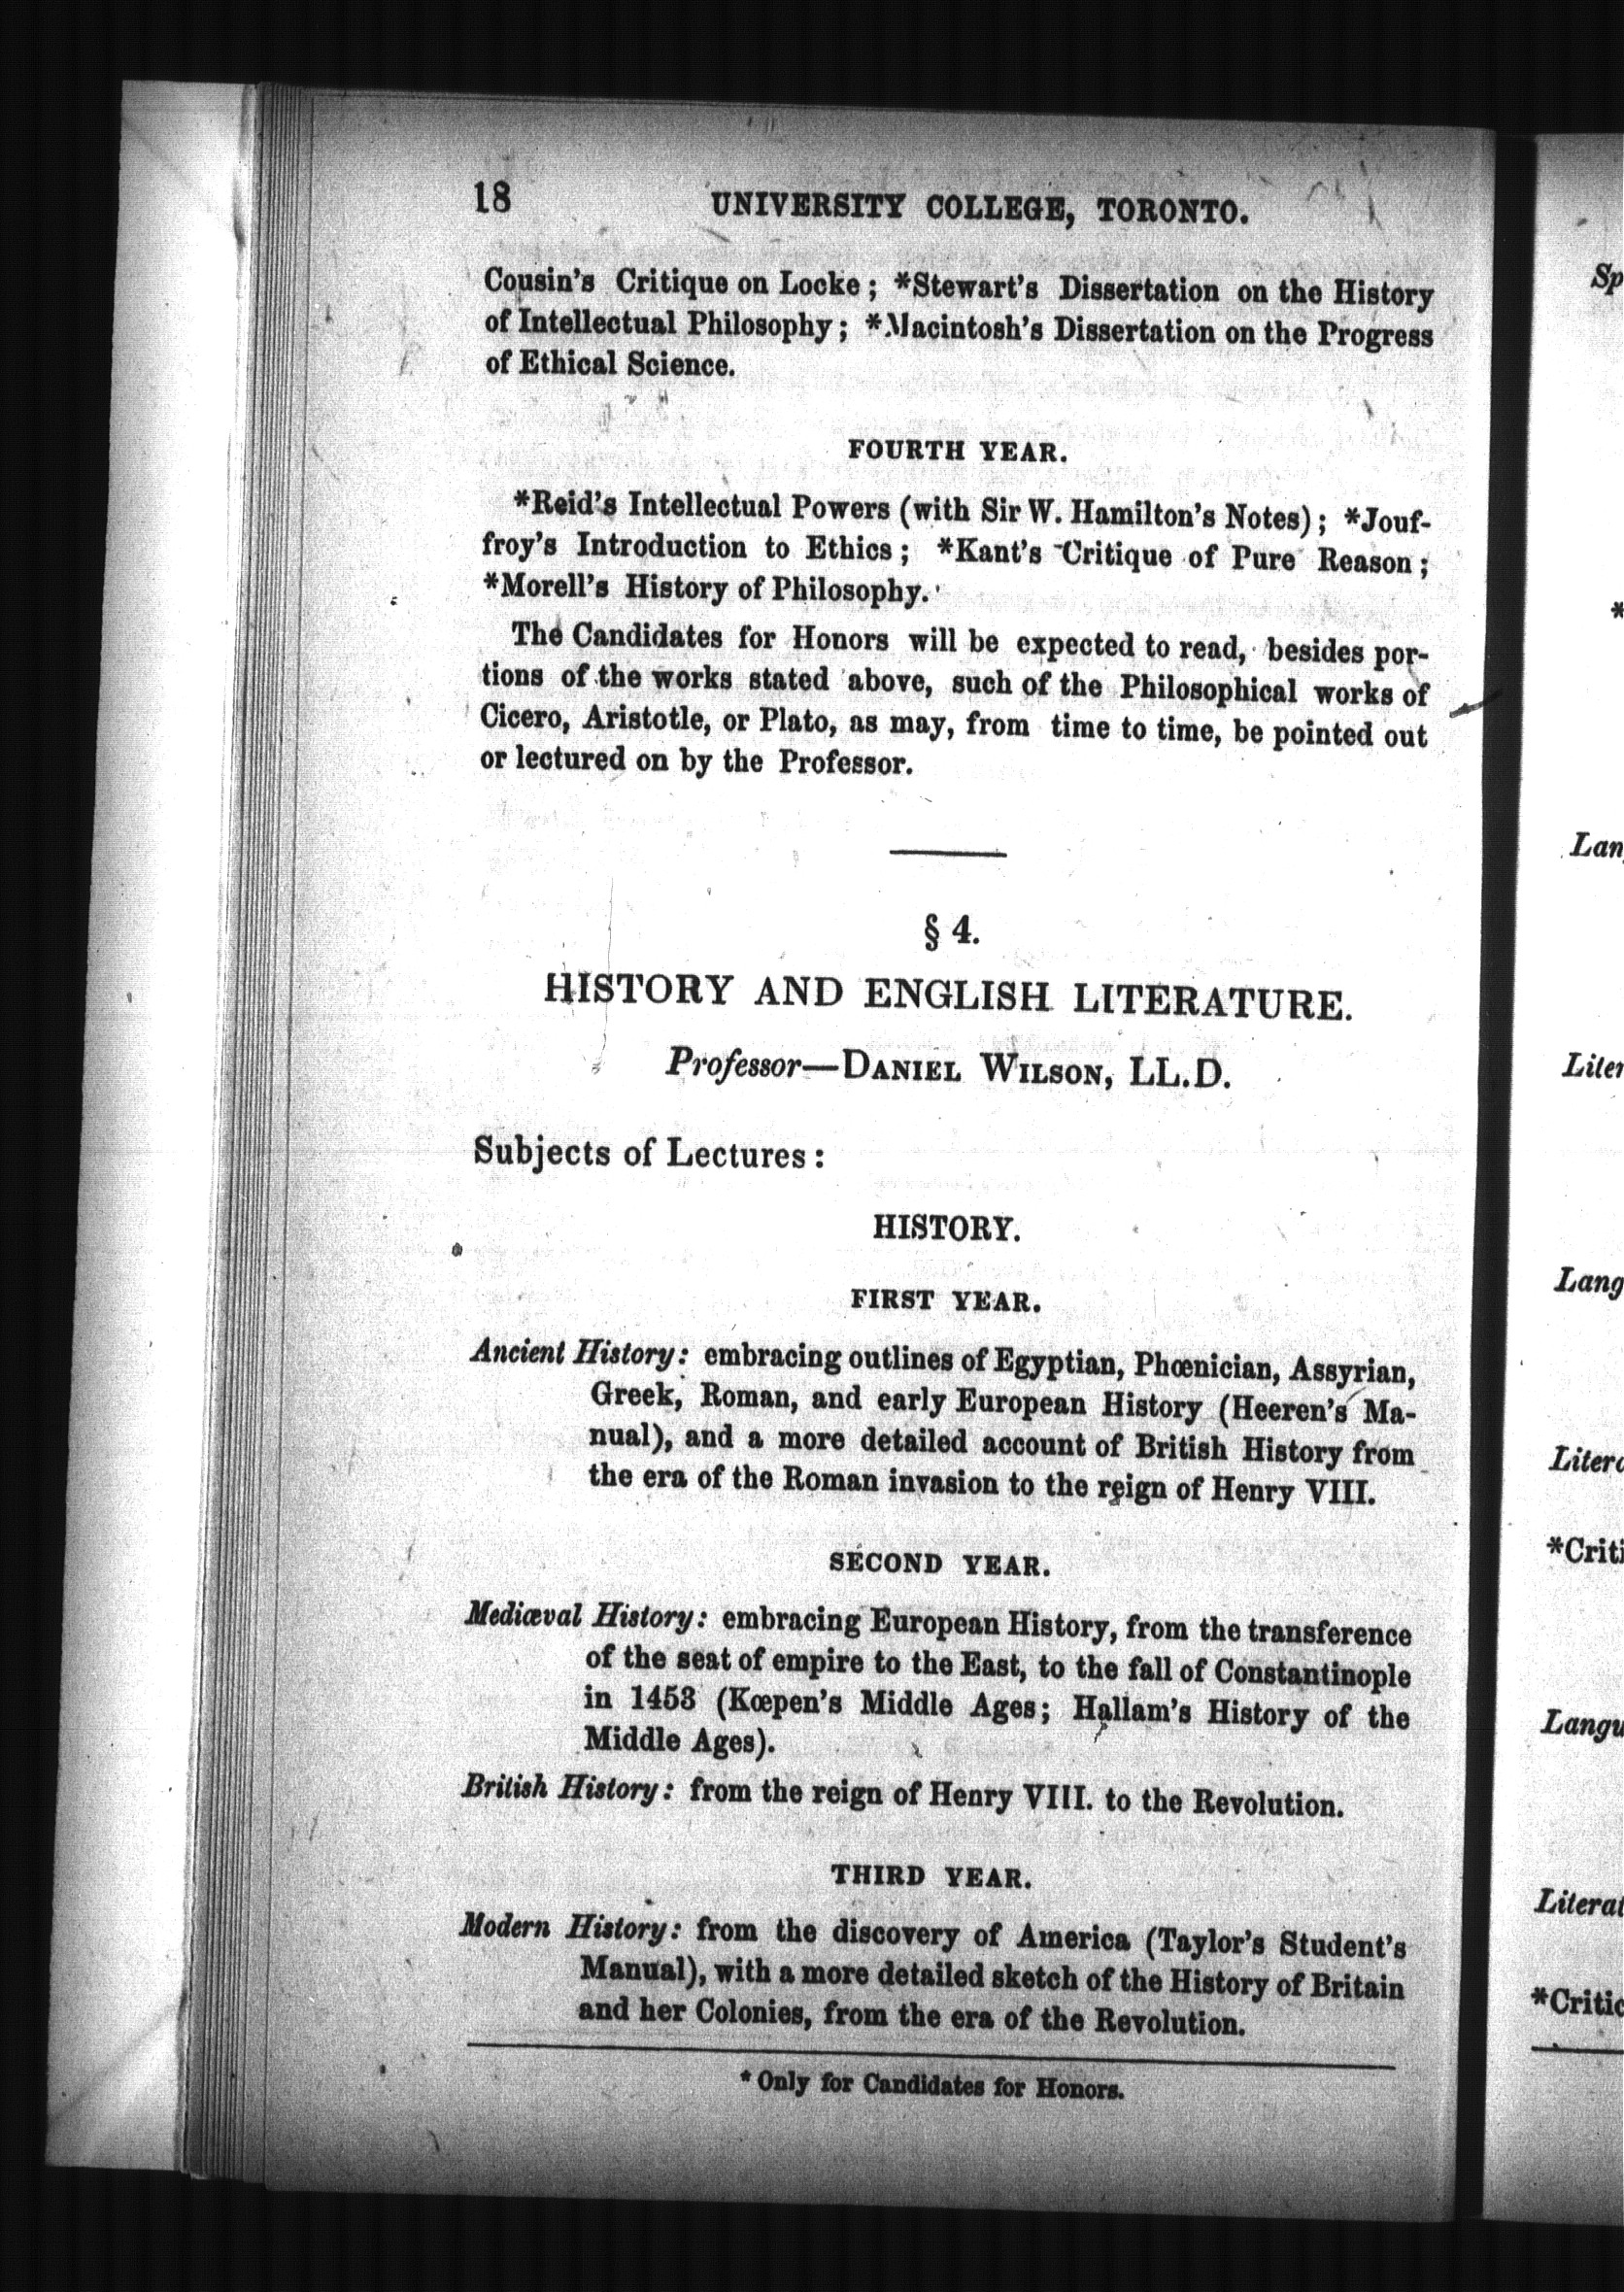 18 UNIVERSITY COLLEGE, TORONTO.
Cousin's Critique on Locke; *Stewart's Dissertation on the History
of Intellectual Philosophy; *Macintosh's Dissertation on the Progress
of Ethical Science.
FOURTH YEAR.
*Reid's Intellectual Powers (with Sir W. Hamilton's Notes); *Jouf-
froy's Introduction to Ethics; *Kant's Critique of Pure Reason;
*Morell's History of Philosophy.
The Candidates for Honors will be expected to read, besides por-
tions of the works stated above, such of the Philosophical works of
Cicero, Aristotle, or Plato, as may, from time to time, be pointed out
or lectured on by the Professor.
§ 4.
HISTORY AND ENGLISH LITERATURE.
Professor—DANIEL WILSON, LL.D.
Subjects of Lectures:
HISTORY.
FIRST YEAR.
Ancient History: embracing outlines of Egyptian, Phœnician, Assyrian,
Greek, Roman, and early European History (Heeren's Ma-
nual), and a more detailed account of British History from
the era of the Roman invasion to the reign of Henry VIII.
SECOND YEAR.
Mediæval History: embracing European History, from the transference
of the seat of empire to the East, to the fall of Constantinople
in 1453 (Kœpen's Middle Ages; Hallam's History of the
Middle Ages).
British History: from the reign of Henry VIII. to the Revolution.
THIRD YEAR.
Modern History: from the discovery of America (Taylor's Student's
Manual), with a more detailed sketch of the History of Britain
and her Colonies, from the era of the Revolution.
* Only for Candidates for Honors.
Sp
*
Lan
Liter
Lang
Litera
*Criti
Langu
Literat
*Critic